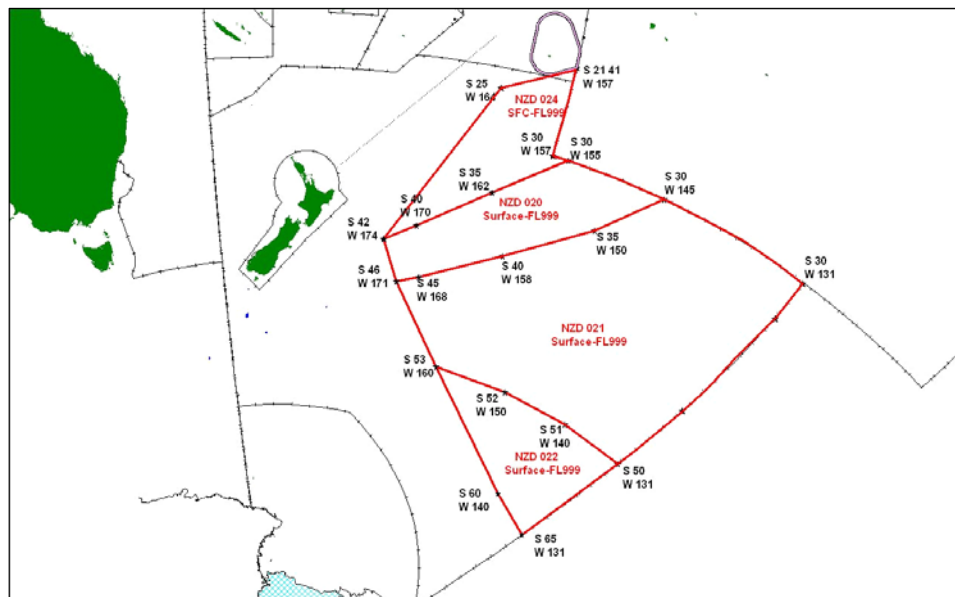 S 21 41
W 157
S 25
W 164
NZD 024
SFC-FL999
S 30
W 157
S 30
W 155
S 35
W 162
S 30
W 145
S 40
W 170
NZD 020
Surface-FL999
S 42
W 174
S 35
W 150
S 40
W 158
S 46
W 171
S 45
W 168
S 30
W 131
NZD 021
Surface-FL999
S 53
W 160
S 52
W 150
S 51
W 140
NZD 022
Surface-FL999
S 50
W 131
S 60
W 140
S 65
W 131